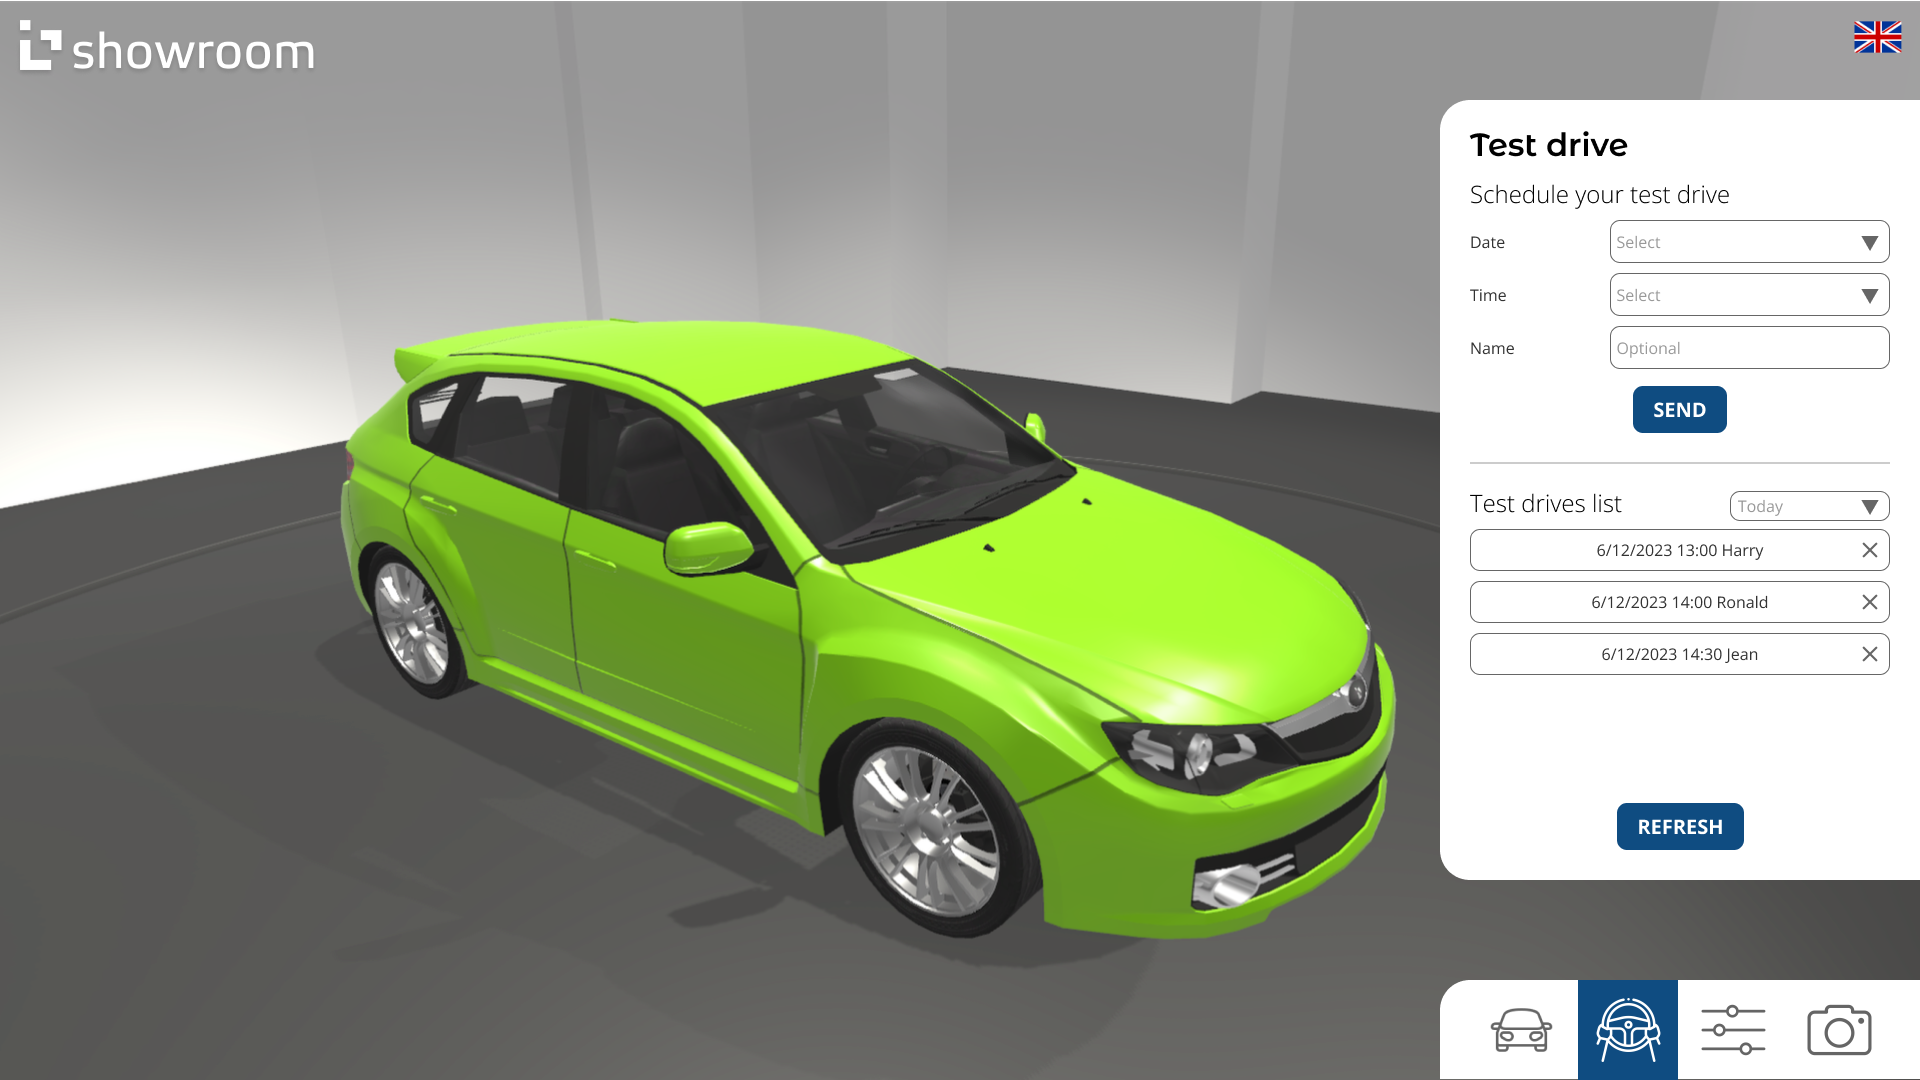 showroom
Test drive
Schedule your test drive
Date
Select
Time
Select
Name
Optional
SEND
Test drives list
Today
6/12/2023 13:00 Harry
6/12/2023 14:00 Ronald
6/12/2023 14:30 Jean
REFRESH